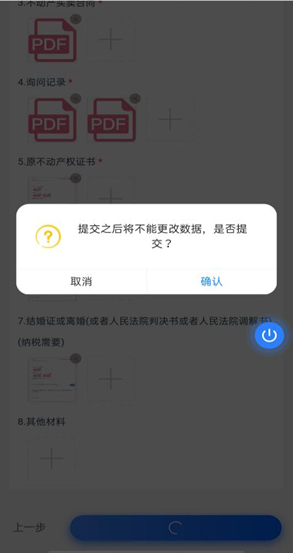 3.不动产买卖合同 *
PDF
4.询问记录 *
PDF PDF
5.原不动产权证书 *
提交之后将不能更改数据，是否提
交？
取消 确认
7.结婚证或离婚(或者人民法院判决书或者人民法院调解书)
(纳税需要)
8.其他材料
上一步